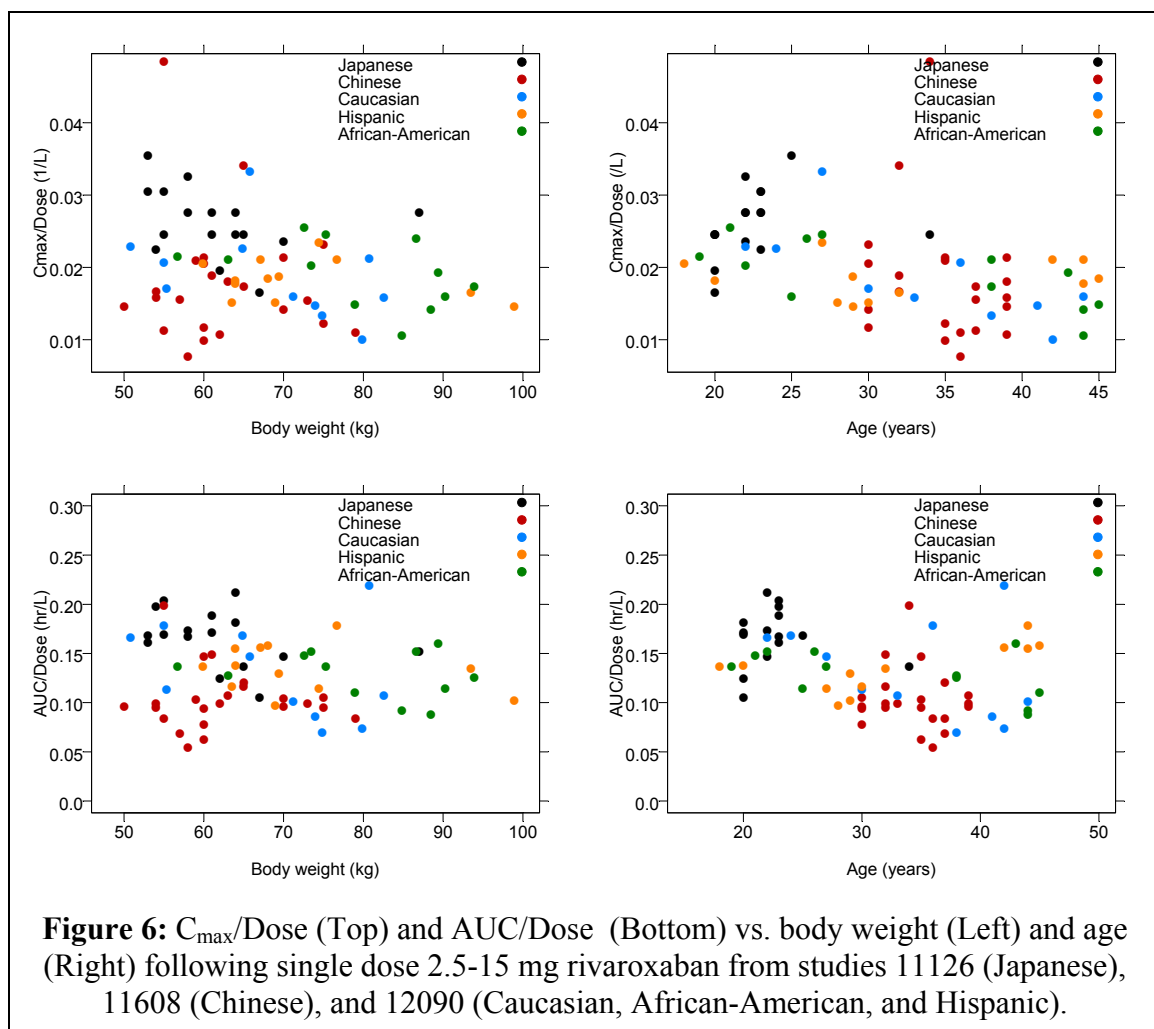 Japanese
Chinese
Caucasian
Hispanic
African-American
Cmax/Dose (1/L)
0.04
0.03
0.02
0.01
50 60 70 80 90 100
Body weight (kg)
Japanese
Chinese
Caucasian
Hispanic
African-American
Cmax/Dose (/L)
0.04
0.03
0.02
0.01
20 25 30 35 40 45
Age (years)
Japanese
Chinese
Caucasian
Hispanic
African-American
AUC/Dose (hr/L)
0.30
0.25
0.20
0.15
0.10
0.05
0.0
50 60 70 80 90 100
Body weight (kg)
Japanese
Chinese
Caucasian
Hispanic
African-American
AUC/Dose (hr/L)
0.30
0.25
0.20
0.15
0.10
0.05
0.0
20 30 40 50
Age (years)
Figure 6: Cmax/Dose (Top) and AUC/Dose (Bottom) vs. body weight (Left) and age
(Right) following single dose 2.5-15 mg rivaroxaban from studies 11126 (Japanese),
11608 (Chinese), and 12090 (Caucasian, African-American, and Hispanic).